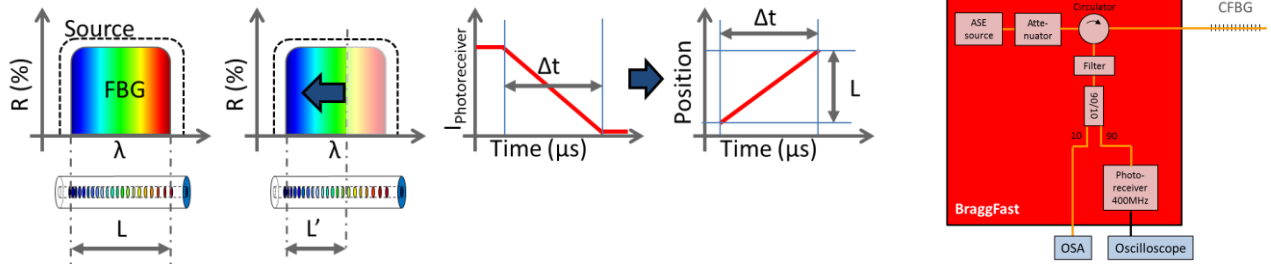 Source
R (%)
FBG
λ
L
R (%)
λ
L'
I Photoreceiver
Δt
Time (μs)
Position
Δt
L
Time (μs)
Circulator
CFBG
ASE
source
Atte-
nuator
Filter
90/10
10
90
Photo-
receiver
400MHz
BraggFast
OSA
Oscilloscope